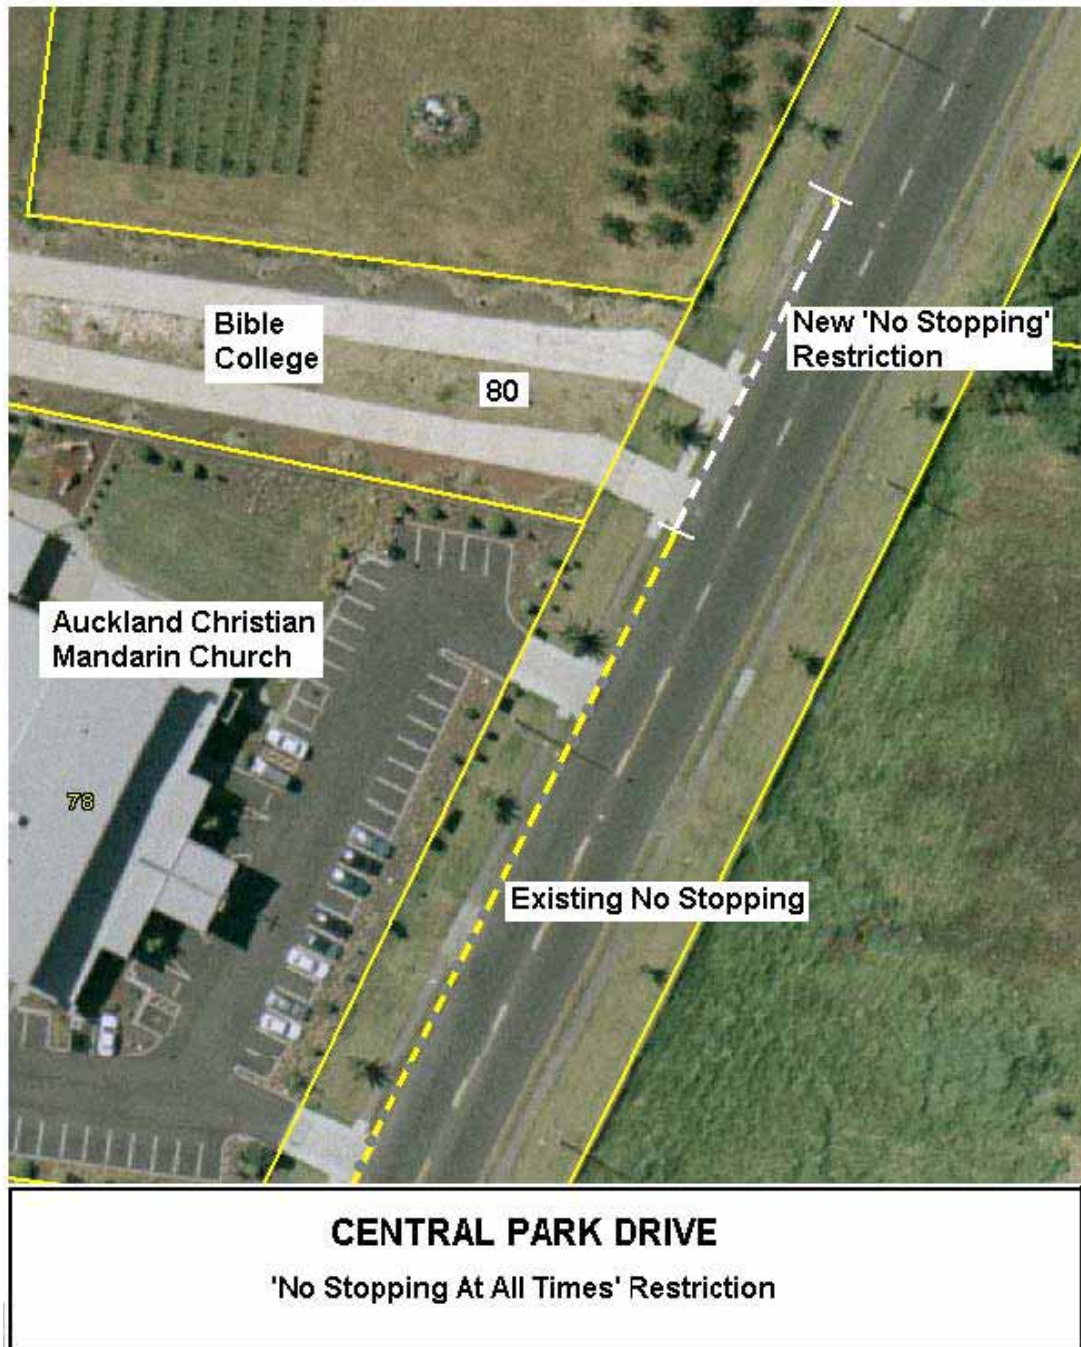 New 'No Stopping'
Restriction
Bible
College
80
Auckland Christian
Mandarin Church
78
Existing No Stopping
CENTRAL PARK DRIVE
'No Stopping At All Times' Restriction